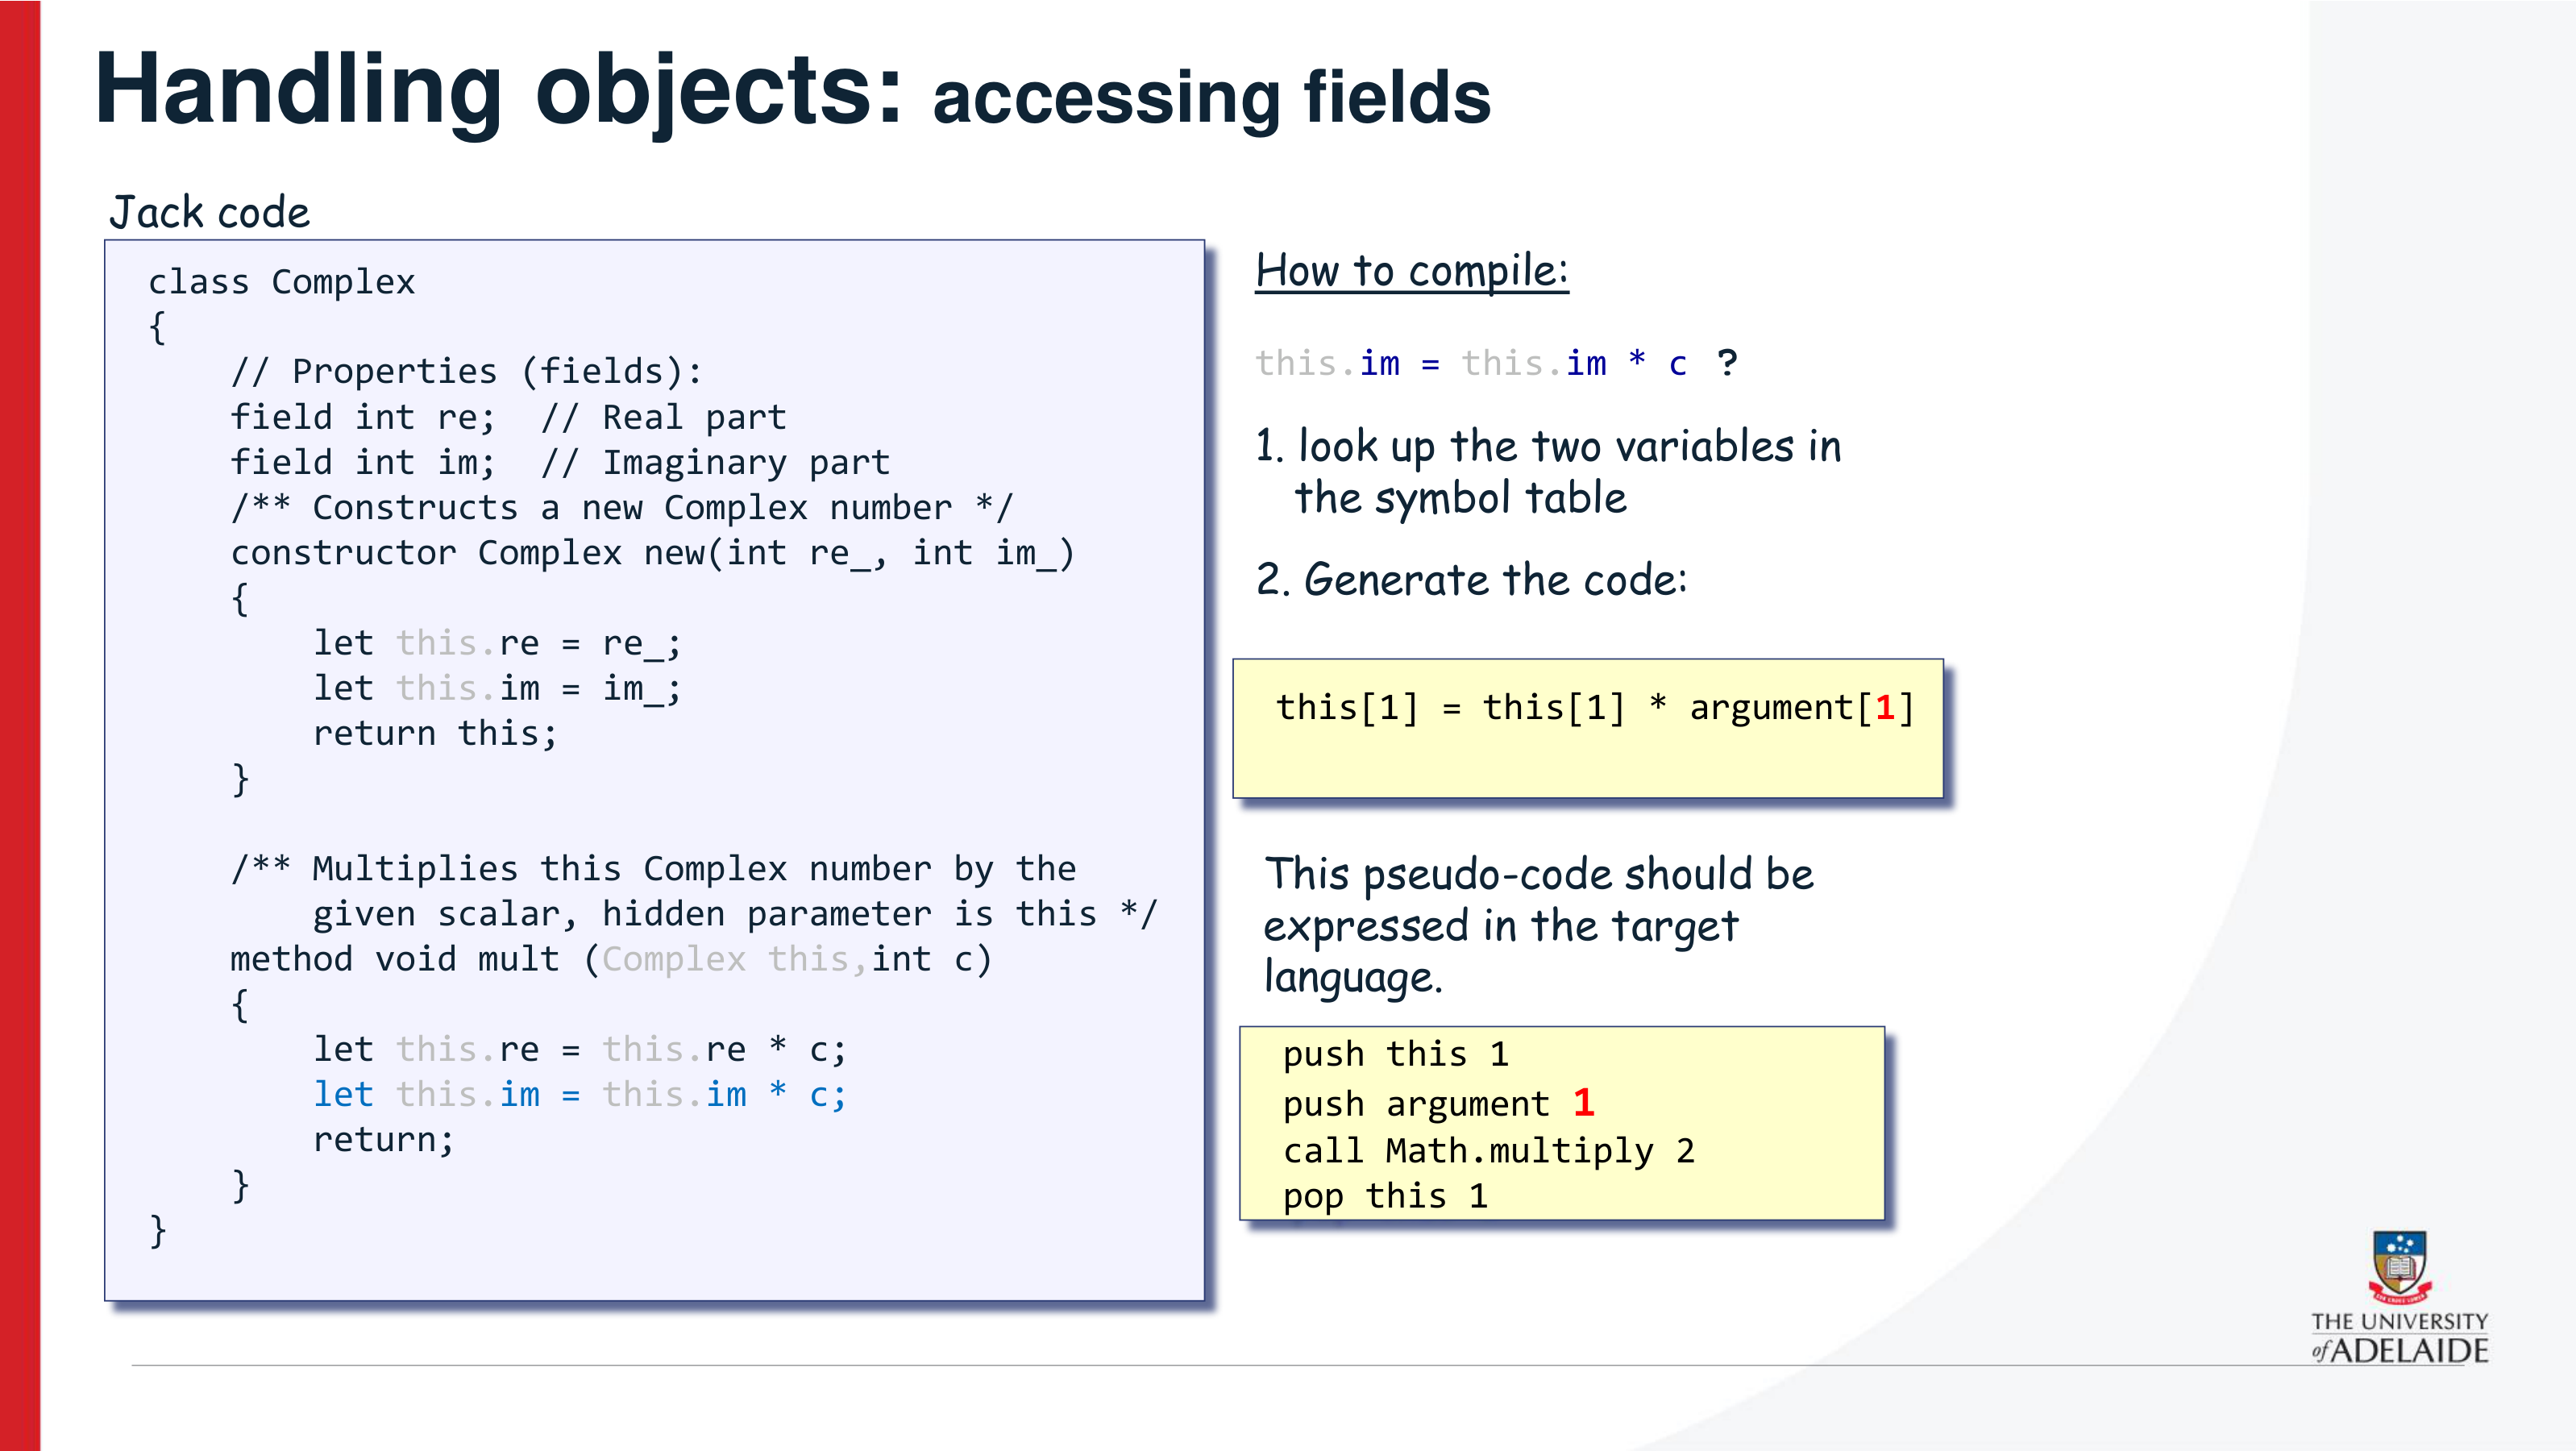 Handling objects: accessing fields
Jack code
class Complex
{
    // Properties (fields):
    field int re;  // Real part
    field int im;  // Imaginary part
    /** Constructs a new Complex number */
    constructor Complex new(int re_, int im_)
    {
        let this.re = re_;
        let this.im = im_;
        return this;
    }

    /** Multiplies this Complex number by the
        given scalar, hidden parameter is this */
    method void mult (Complex this,int c)
    {
        let this.re = this.re * c;
        let this.im = this.im * c;
        return;
    }
}
How to compile:
this.im = this.im * c ?
1. look up the two variables in
the symbol table
2. Generate the code:
this[1] = this[1] * argument[1]
This pseudo-code should be
expressed in the target
language.
push this 1
push argument 1
call Math.multiply 2
pop this 1
THE UNIVERSITY
of ADELAIDE